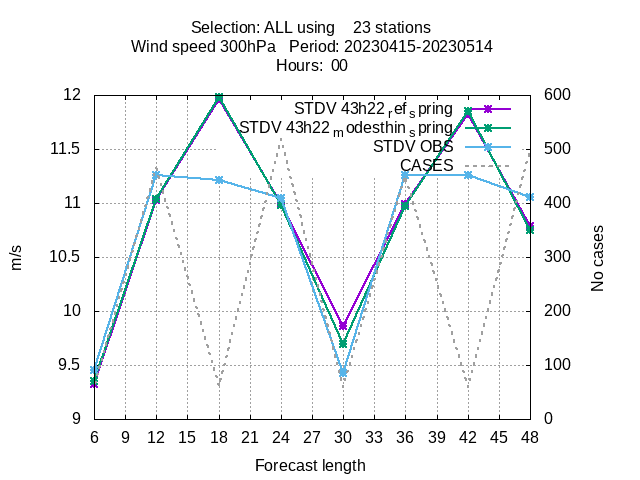 Selection: ALL using 23 stations
Wind speed 300hPa Period: 20230415-20230514
Hours: 00
STDV 43h22_ref_spring
STDV 43h22_modesthin_spring
STDV OBS
CASES
12
11.5
11
10.5
10
9.5
9
m/s
600
500
400
300
200
100
0
No cases
6 9 12 15 18 21 24 27 30 33 36 39 42 45 48
Forecast length